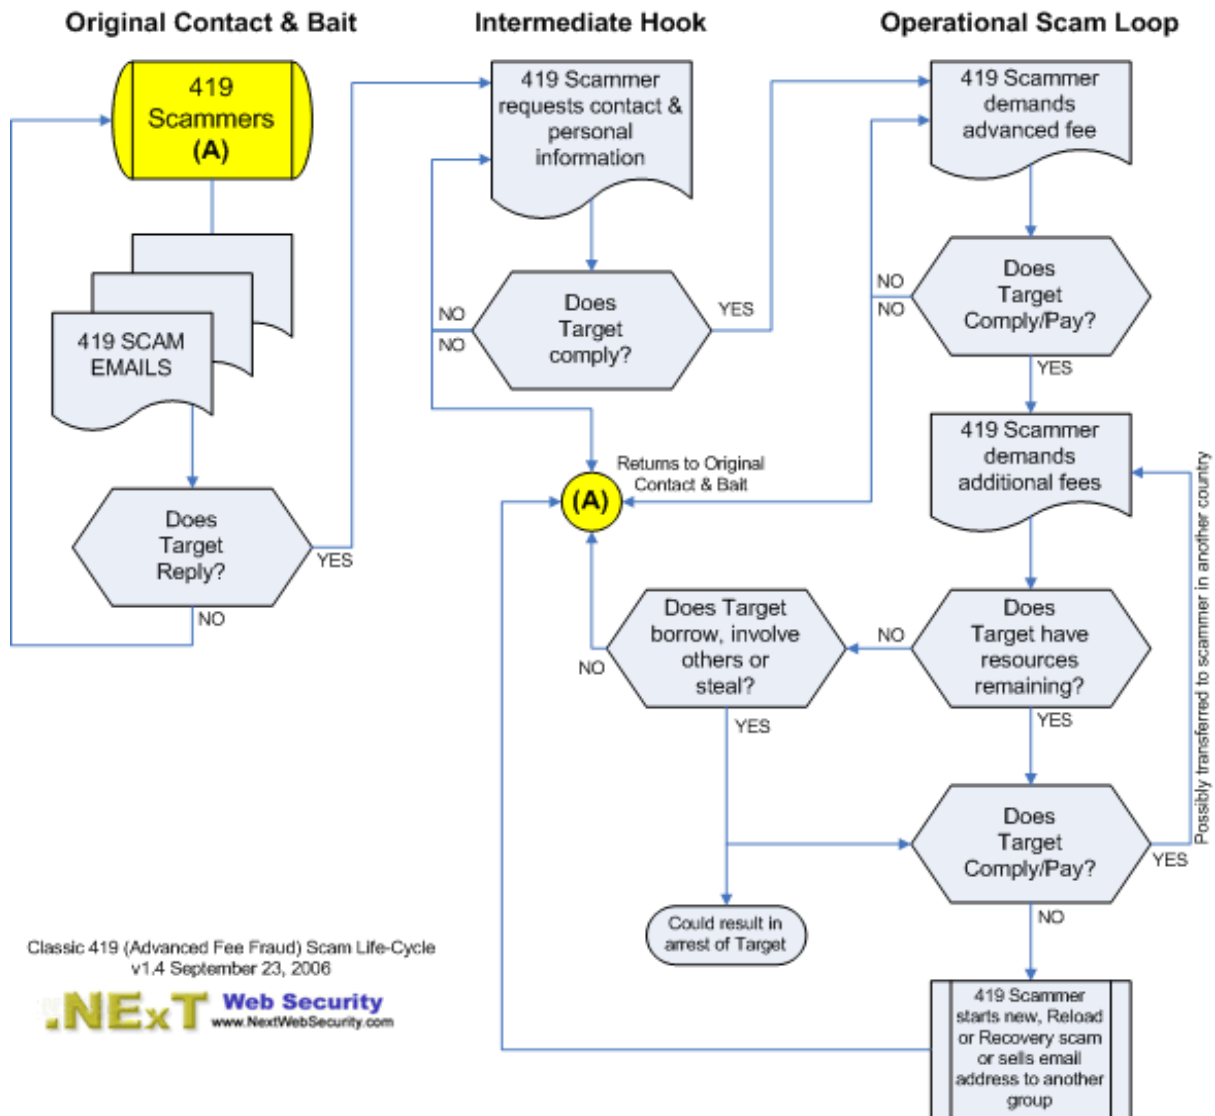 Original Contact & Bait
Intermediate Hook
Operational Scam Loop
419
Scammers
(A)
419 SCAM
EMAILS
Does
Target
Reply?
YES
NO
419 Scammer
requests contact &
personal
information
Does
Target
comply?
NO
NO
YES
(A)
Returns to Original
Contact & Bait
419 Scammer
demands
advanced fee
Does
Target
Comply/Pay?
NO
NO
YES
419 Scammer
demands
additional fees
Does
Target have
resources
remaining?
NO
YES
Does Target
borrow, involve
others or
steal?
NO
YES
Could result in
arrest of Target
Does
Target
Comply/Pay?
YES
NO
Possibly transferred to scammer in another country
419 Scammer
starts new, Reload
or Recovery scam
or sells email
address to another
group
Classic 419 (Advanced Fee Fraud) Scam Life-Cycle
v1.4 September 23, 2006
.NExT Web Security
www.NextWebSecurity.com